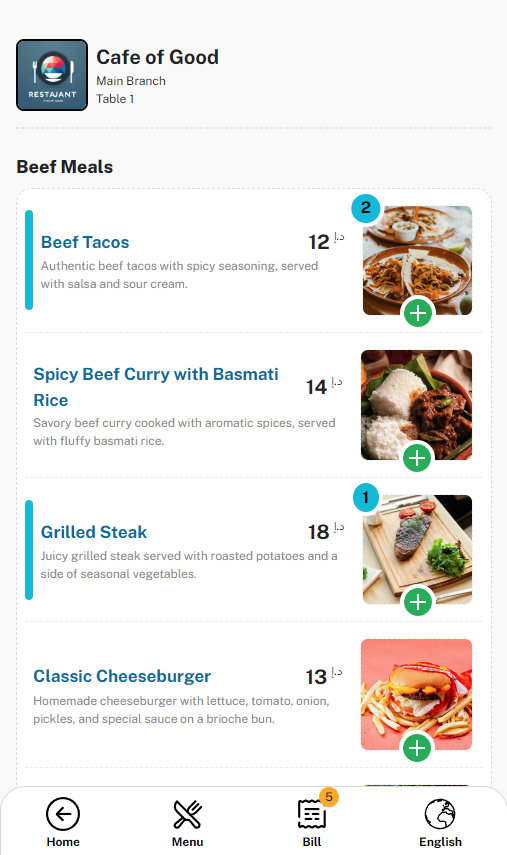 RESTAJANT
Cafe of Good
Main Branch
Table 1
Beef Meals
2
Beef Tacos
12 د.إ
Authentic beef tacos with spicy seasoning, served
with salsa and sour cream.
Spicy Beef Curry with Basmati
Rice
14 د.إ
Savory beef curry cooked with aromatic spices, served
with fluffy basmati rice.
1
Grilled Steak
18 د.إ
Juicy grilled steak served with roasted potatoes and a
side of seasonal vegetables.
Classic Cheeseburger
13 د.إ
Homemade cheeseburger with lettuce, tomato, onion,
pickles, and special sauce on a brioche bun.
5
Home Menu Bill English